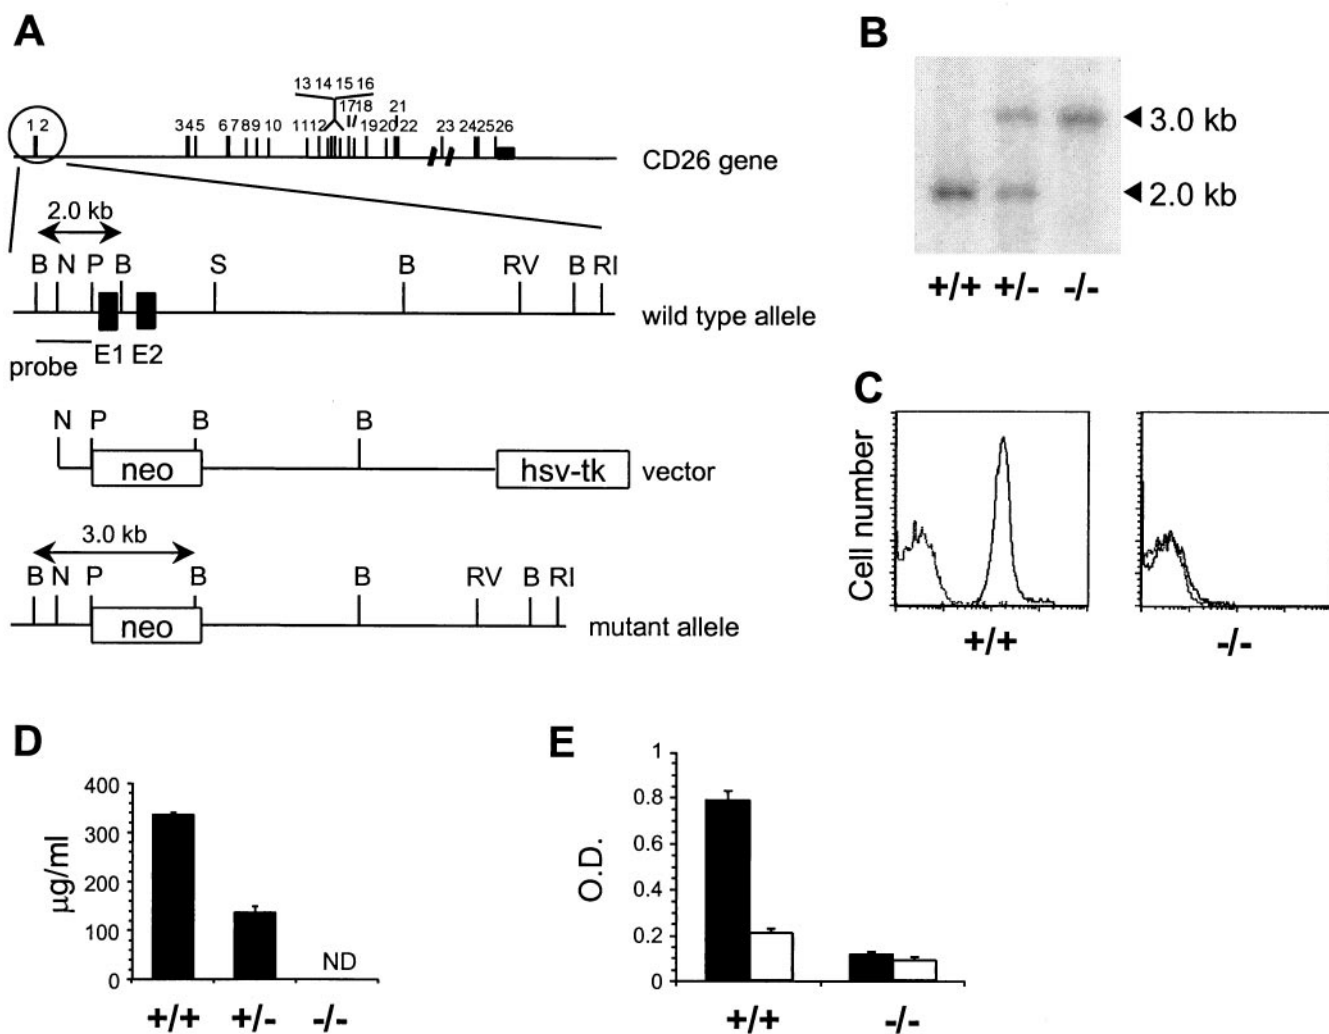 A
13 14 15 16
17 18 21
1 2 3 4 5 6 7 8 9 10 11 12 19 20 22 23 24 25 26
CD26 gene
2.0 kb
B N P B S B RV B RI
wild type allele
probe E1 E2
N P B B
neo hsv-tk vector
3.0 kb
B N P B B RV B RI
neo mutant allele
B
3.0 kb
2.0 kb
+/+ +/- -/-
C
Cell number
+/+ -/-
D
µg/ml
400
300
200
100
0
ND
+/+ +/- -/-
E
O.D.
1
0.8
0.6
0.4
0.2
0
+/+ -/-